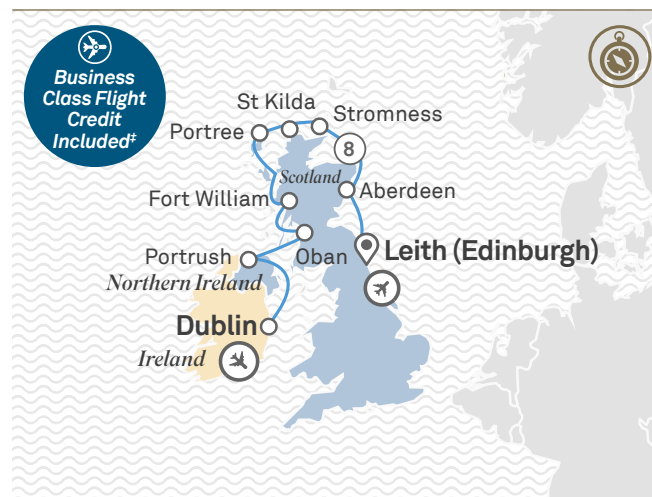 Business
Class Flight
Credit
Included‡
St Kilda
Stromness
Portree
8
Scotland
Aberdeen
Fort William
Portrush
Oban
Leith (Edinburgh)
Northern Ireland
Dublin
Ireland